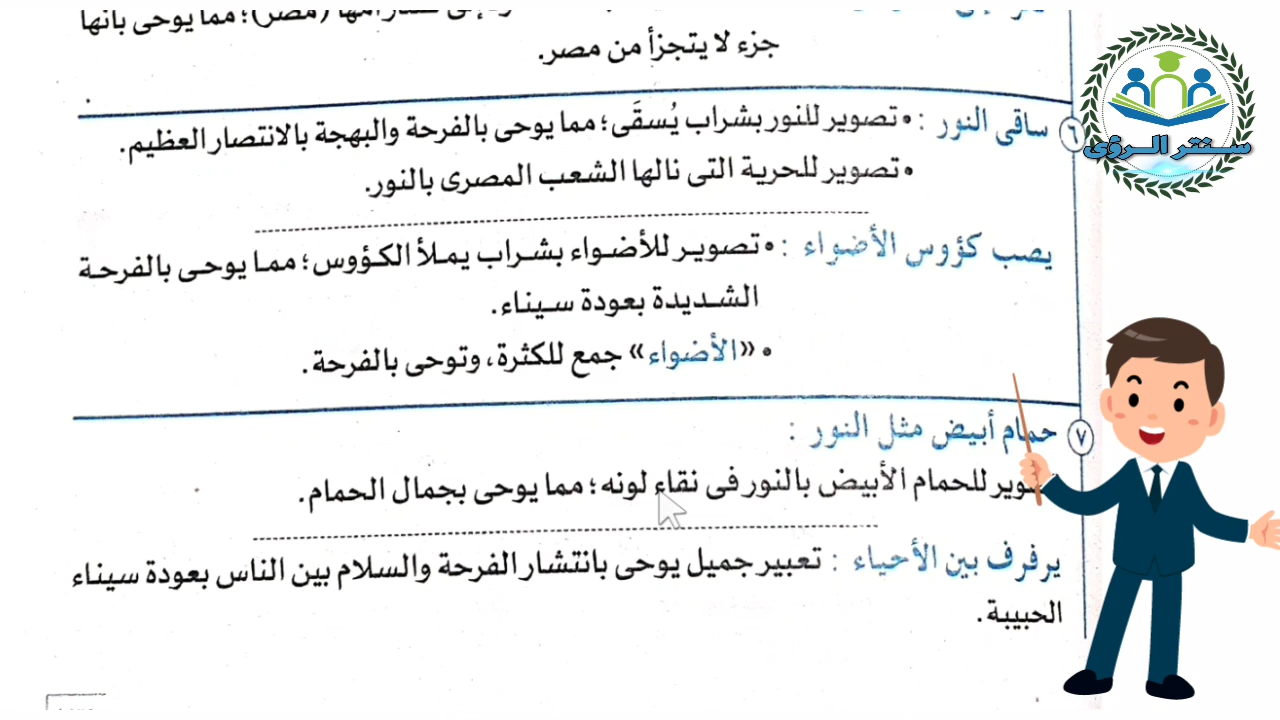 جزء لا يتجزأ من مصر.
٦ ساقى النور : • تصوير للنور بشراب يُسقَى؛ مما يوحى بالفرحة والبهجة بالانتصار العظيم.
• تصوير للحرية التى نالها الشعب المصرى بالنور.
يصب كؤوس الأضواء : • تصوير للأضواء بشراب يملأ الكؤوس؛ مما يوحى بالفرحة
الشديدة بعودة سيناء.
• «الأضواء» جمع للكثرة، وتوحى بالفرحة.
٧ حمام أبيض مثل النور :
للحمام الأبيض بالنور فى نقاء لونه؛ مما يوحى بجمال الحمام.
يرفرف بين الأحياء : تعبير جميل يوحى بانتشار الفرحة والسلام بين الناس بعودة سيناء
الحبيبة.
سنتر الرؤى